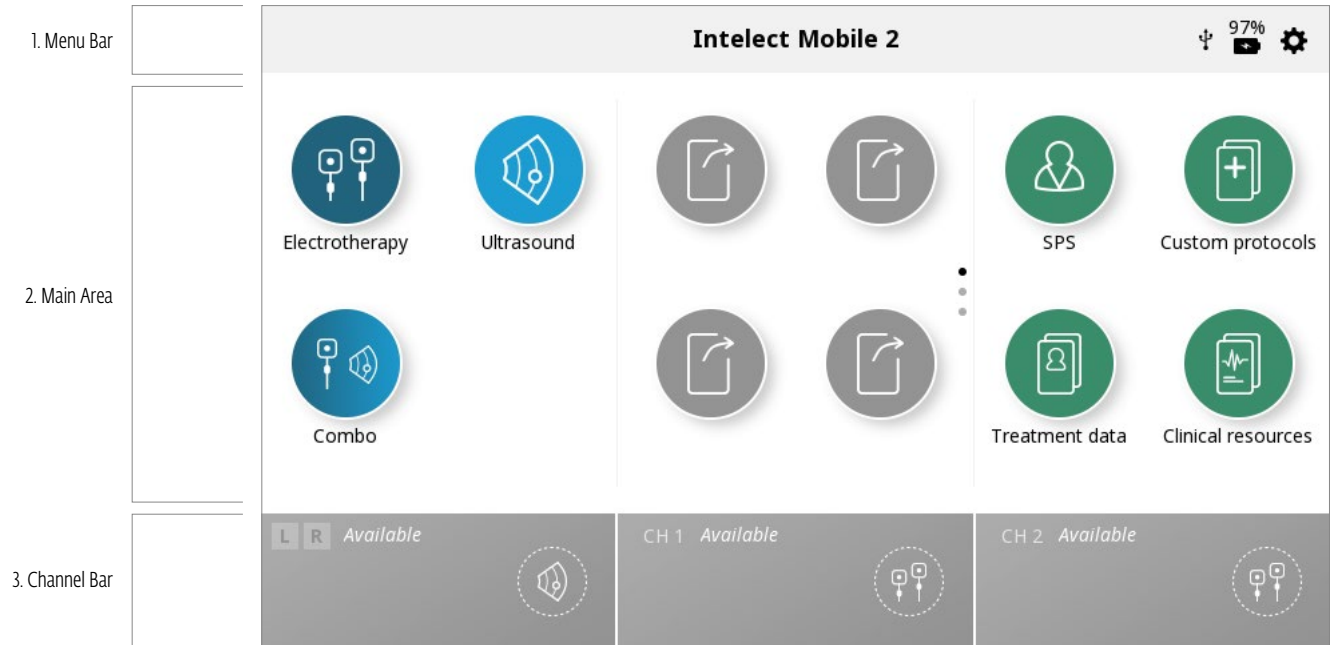 1. Menu Bar
Intelect Mobile 2
97%
Electrotherapy
Ultrasound
SPS
Custom protocols
2. Main Area
Combo
Treatment data
Clinical resources
L R Available
CH 1 Available
CH 2 Available
3. Channel Bar